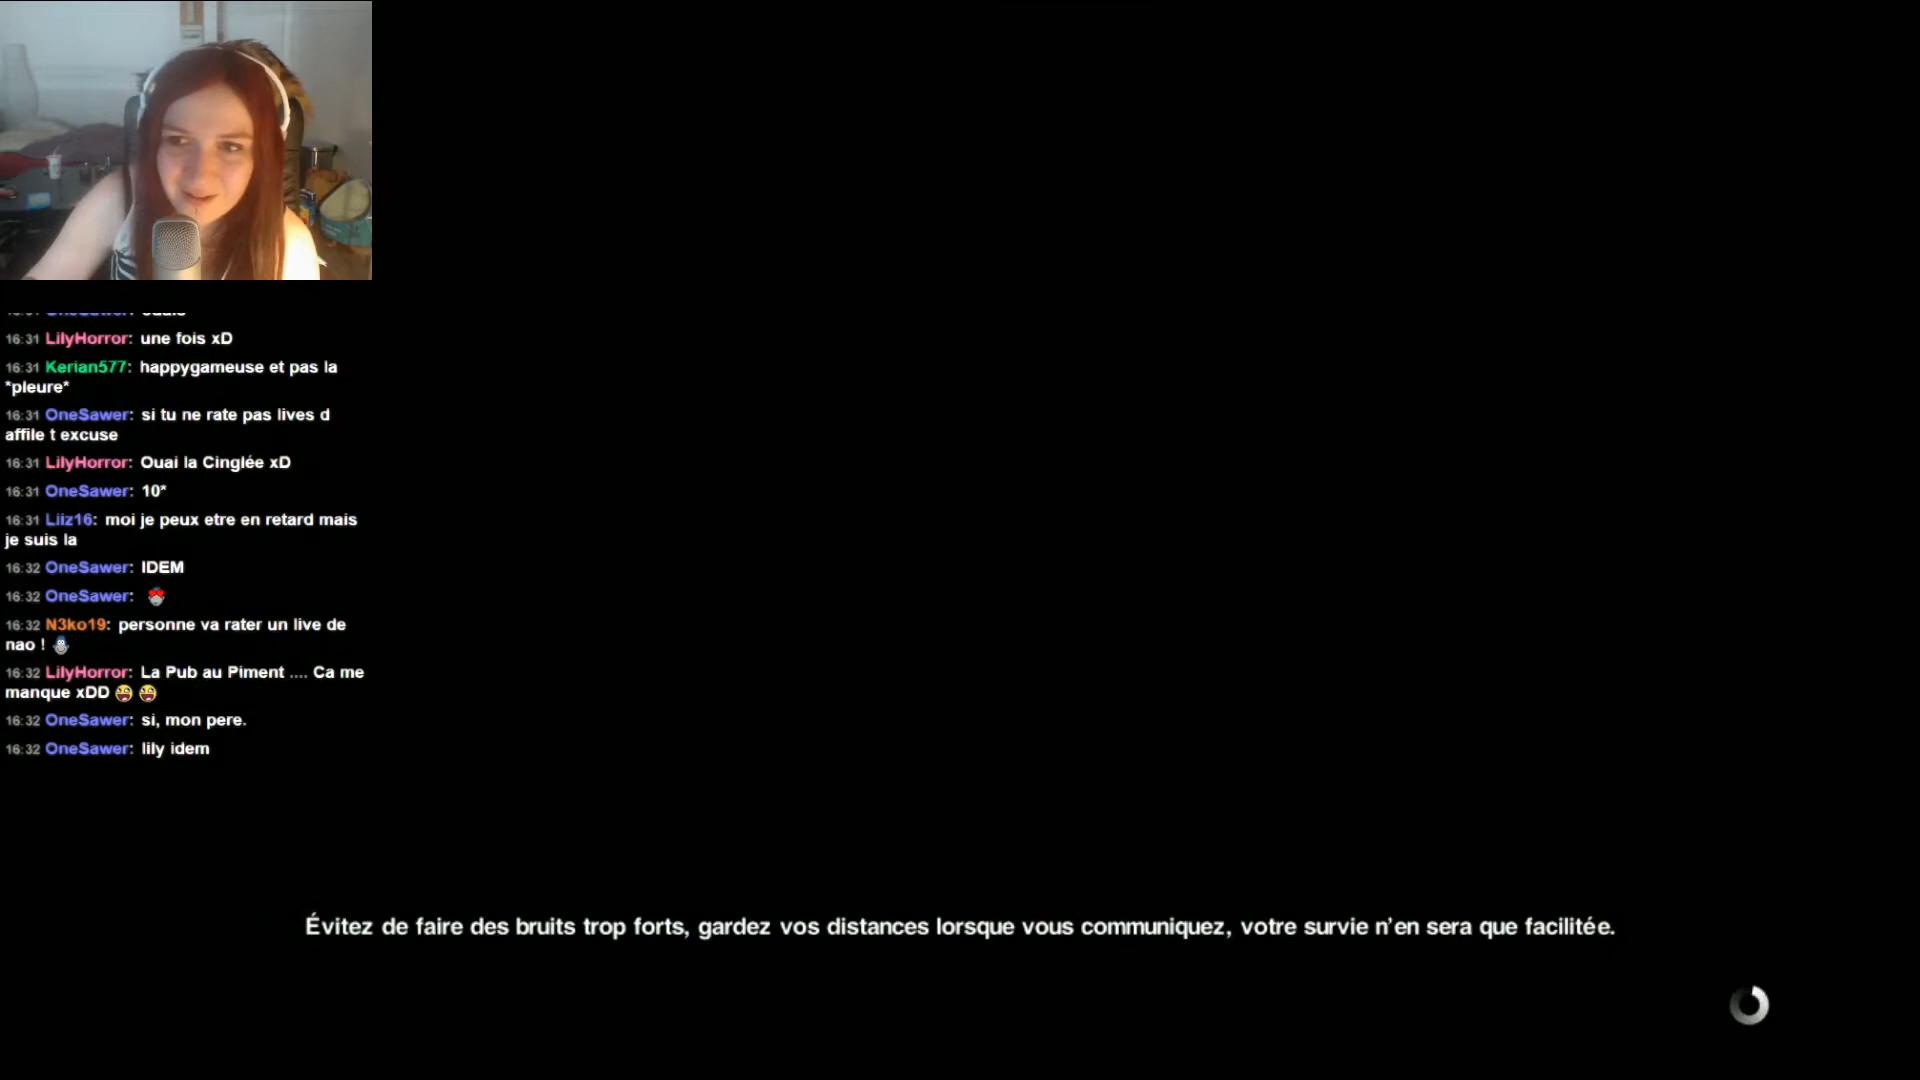 16:31 LilyHorror: une fois xD
16:31 Kerian577: happygameuse et pas la
*pleure*
16:31 OneSawer: si tu ne rate pas lives d
affile t excuse
16:31 LilyHorror: Ouai la Cinglée xD
16:31 OneSawer: 10*
16:31 Liiz16: moi je peux etre en retard mais
je suis la
16:32 OneSawer: IDEM
16:32 OneSawer:
16:32 N3ko19: personne va rater un live de
nao !
16:32 LilyHorror: La Pub au Piment .... Ca me
manque xDD
16:32 OneSawer: si, mon pere.
16:32 OneSawer: lily idem
Évitez de faire des bruits trop forts, gardez vos distances lorsque vous communiquez, votre survie n'en sera que facilitée.